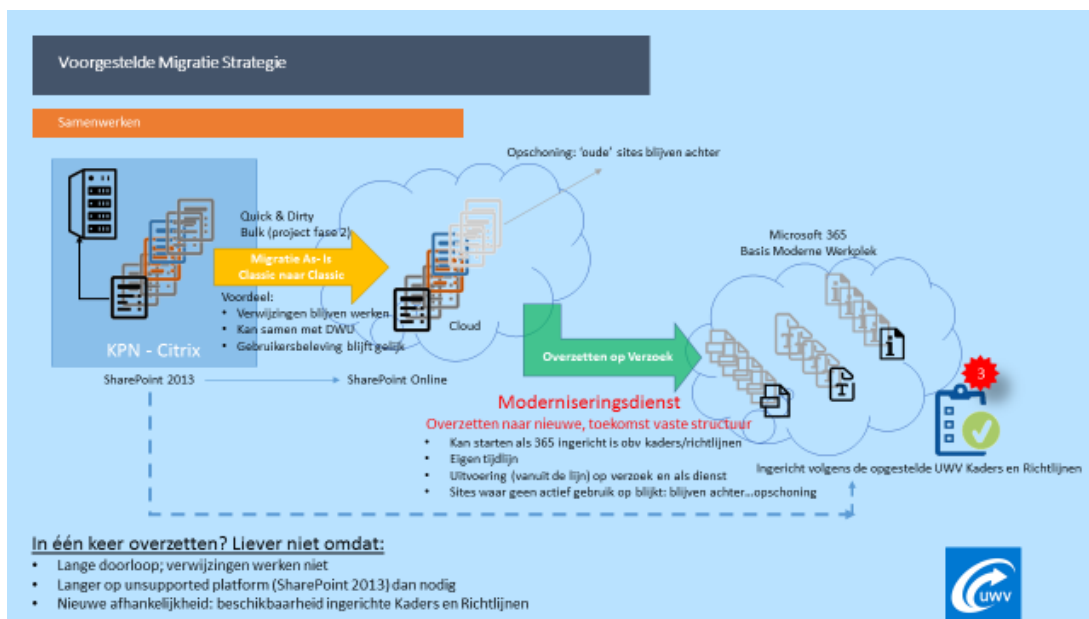 Voorgestelde Migratie Strategie
Samenwerken
Opschoning: 'oude' sites blijven achter
Quick & Dirty
Bulk (project fase 2)
Migratie As- Is
Classic naar Classic
Voordeel:
• Verwijzingen blijven werken
• Kan samen met DWU
• Gebruikersbeleving blijft gelijk
KPN - Citrix
Cloud
SharePoint 2013
SharePoint Online
Microsoft 365
Basis Moderne Werkplek
Overzetten op Verzoek
3
Moderniseringsdienst
Overzetten naar nieuwe, toekomst vaste structuur
• Kan starten als 365 ingericht is obv kaders/richtlijnen
• Eigen tijdlijn
• Uitvoering (vanuit de lijn) op verzoek en als dienst
• Sites waar geen actief gebruik op blijkt: blijven achter...opschoning
Ingericht volgens de opgestelde UWV Kaders en Richtlijnen
In één keer overzetten? Liever niet omdat:
• Lange doorloop; verwijzingen werken niet
• Langer op unsupported platform (SharePoint 2013) dan nodig
• Nieuwe afhankelijkheid: beschikbaarheid ingerichte Kaders en Richtlijnen
UWV